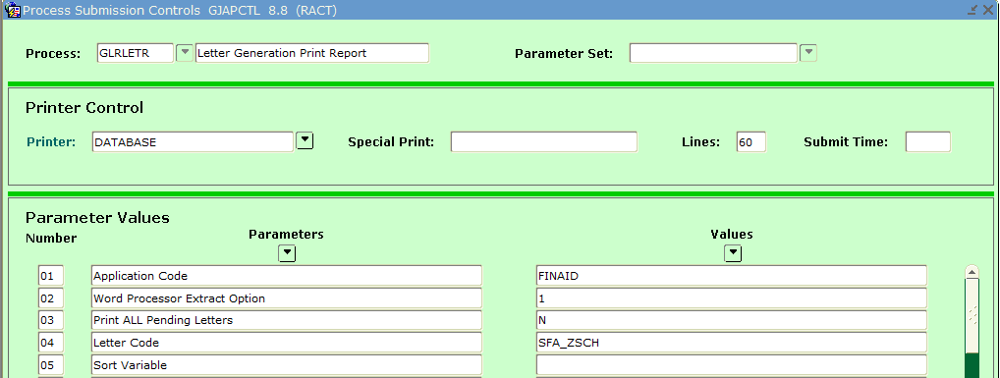 Process Submission Controls GJAPCTL 8.8 (RACT)
Process: GLRLETR Letter Generation Print Report Parameter Set:
Printer Control
Printer: DATABASE Special Print: Lines: 60 Submit Time:
Parameter Values
Number Parameters Values
01 Application Code FINAID
02 Word Processor Extract Option 1
03 Print ALL Pending Letters N
04 Letter Code SFA_ZSCH
05 Sort Variable